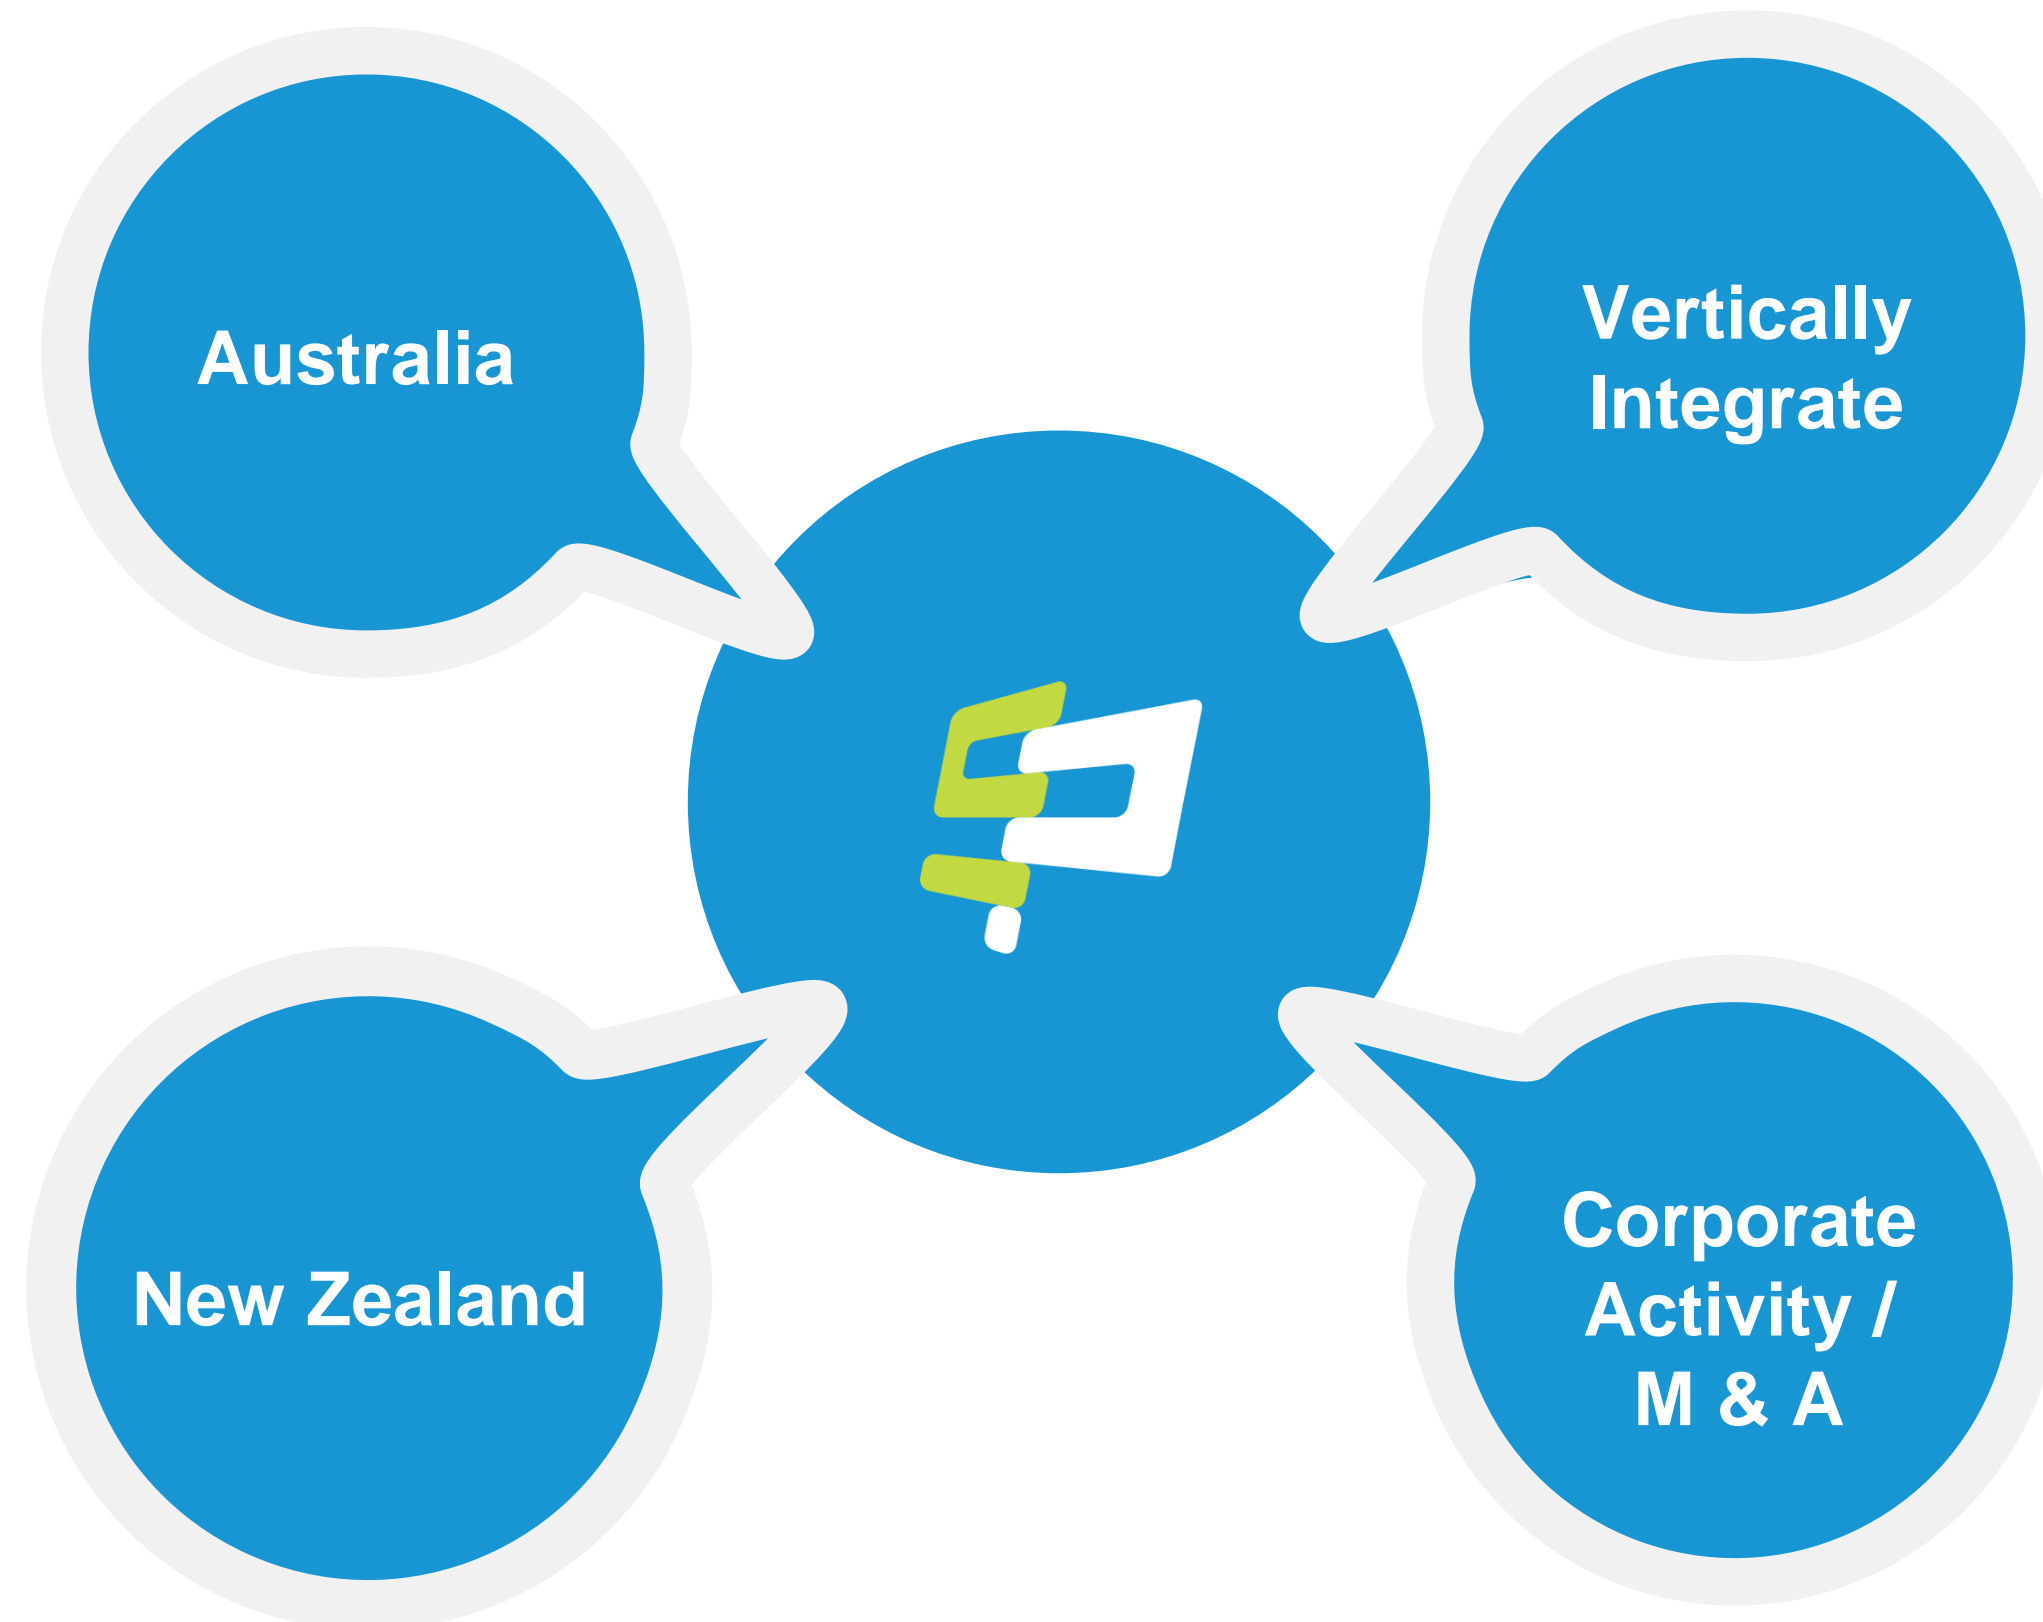 Australia
Vertically
Integrate
New Zealand
Corporate
Activity /
M & A